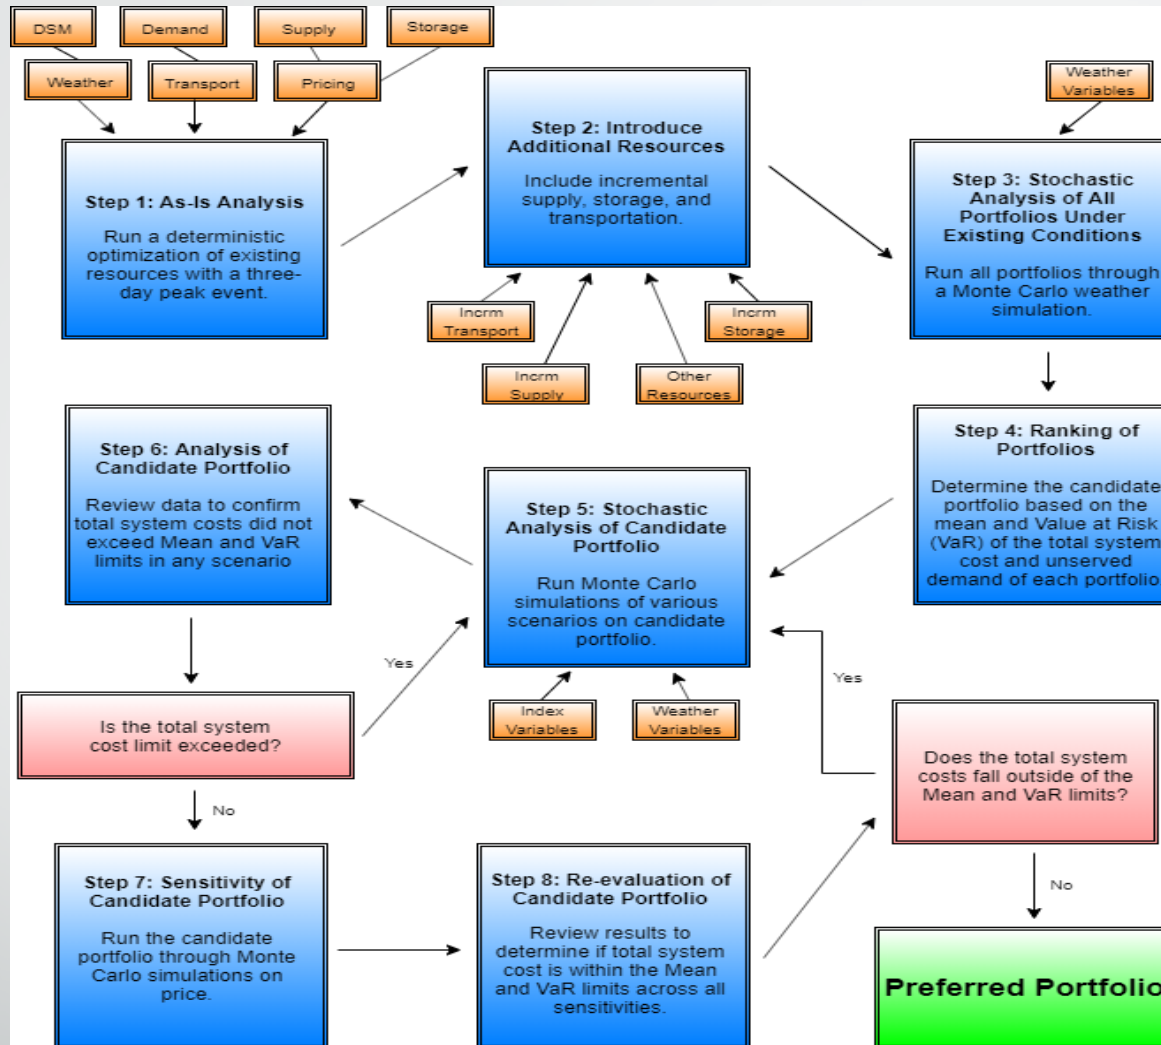 DSM
Demand
Supply
Storage
Weather
Transport
Pricing
Weather
Variables
Step 1: As-Is Analysis
Run a deterministic
optimization of existing
resources with a three-
day peak event.
Step 2: Introduce
Additional Resources
Include incremental
supply, storage, and
transportation.
Incrm
Transport
Incrm
Supply
Other
Resources
Incrm
Storage
Step 3: Stochastic
Analysis of All
Portfolios Under
Existing Conditions
Run all portfolios through
a Monte Carlo weather
simulation.
Step 4: Ranking of
Portfolios
Determine the candidate
portfolio based on the
mean and Value at Risk
(VaR) of the total system
cost and unserved
demand of each portfolio
Step 5: Stochastic
Analysis of Candidate
Portfolio
Run Monte Carlo
simulations of various
scenarios on candidate
portfolio.
Index
Variables
Weather
Variables
Step 6: Analysis of
Candidate Portfolio
Review data to confirm
total system costs did not
exceed Mean and VaR
limits in any scenario
Is the total system
cost limit exceeded?
Yes
No
Step 7: Sensitivity of
Candidate Portfolio
Run the candidate
portfolio through Monte
Carlo simulations on
price.
Step 8: Re-evaluation of
Candidate Portfolio
Review results to
determine if total system
cost is within the Mean
and VaR limits across all
sensitivities.
Does the total system
costs fall outside of the
Mean and VaR limits?
Yes
No
Preferred Portfolio